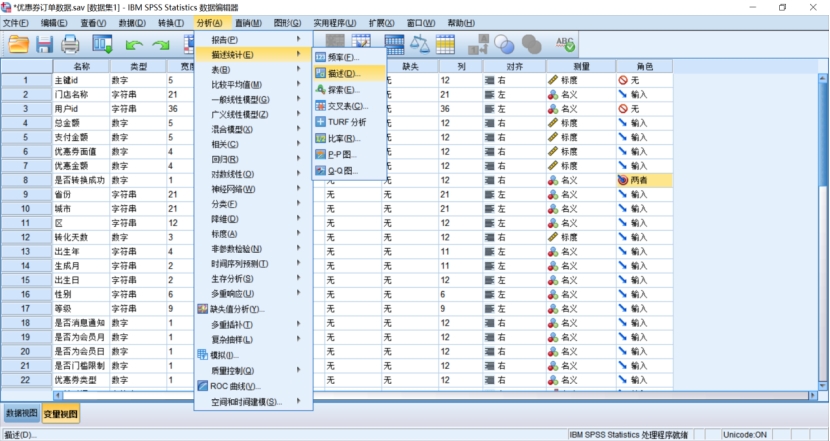 *优惠券订单数据.sav [数据集1] - IBM SPSS Statistics 数据编辑器
文件(F) 编辑(E) 查看(V) 数据(D) 转换(T) 分析(A) 直销(M) 图形(G) 实用程序(U) 扩展(O) 窗口(W) 帮助(H)
报告(P)
描述统计(E)
表(B)
比较平均值(M)
一般线性模型(G)
广义线性模型(Z)
混合模型(X)
相关(C)
回归(R)
对数线性(O)
神经网络(W)
分类(F)
降维(D)
标度(A)
非参数检验(N)
时间序列预测(T)
生存分析(S)
多重响应(U)
缺失值分析(Y)...
多重插补(T)
复杂抽样(L)
模拟(I)...
质量控制(Q)
ROC 曲线(V)...
空间和时间建模(S)...
频率(F)...
描述(D)...
探索(E)...
交叉表(C)...
TURF 分析
比率(R)...
P-P 图...
Q-Q 图...
名称 类型 缺失 列 对齐 测量 角色
1 主键id 数字 5 无 12 右 标度 无
2 门店名称 字符串 21 无 21 左 名义 输入
3 用户id 字符串 36 无 36 左 名义 无
4 总金额 数字 5 无 12 右 标度 输入
5 支付金额 数字 5 无 12 右 标度 输入
6 优惠券面值 数字 4 无 12 右 标度 输入
7 优惠金额 数字 4 无 12 右 标度 输入
8 是否转换成功 数字 1 无 12 右 名义 两者
9 省份 字符串 21 无 21 左 名义 输入
10 城市 字符串 21 无 21 左 名义 输入
11 区 字符串 12 无 12 左 名义 输入
12 转化天数 数字 3 无 12 右 标度 输入
13 出生年 字符串 4 无 11 左 名义 输入
14 生成月 字符串 2 无 11 左 名义 输入
15 出生日 字符串 2 无 12 左 名义 输入
16 性别 字符串 6 无 6 左 名义 输入
17 等级 字符串 9 无 9 左 名义 输入
18 是否消息通知 数字 1 无 12 右 名义 输入
19 是否为会员月 数字 1 无 12 右 名义 输入
20 是否为会员日 数字 1 无 12 右 名义 输入
21 是否门槛限制 数字 1 无 12 右 名义 输入
22 优惠券类型 数字 1 无 12 右 名义 输入
数据视图 变量视图
描述(D)... IBM SPSS Statistics 处理程序就绪 Unicode:ON